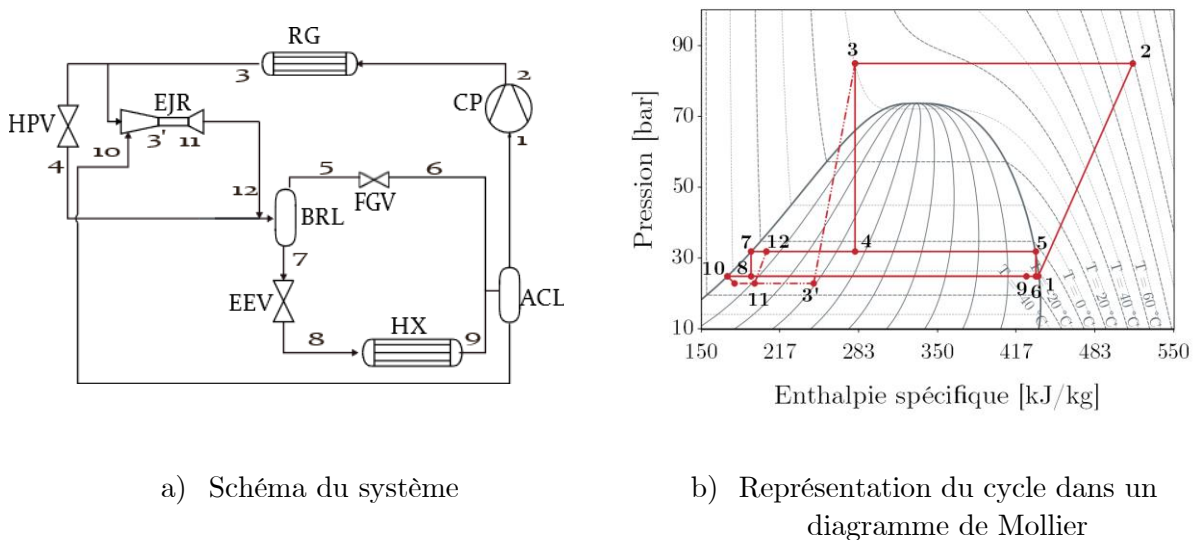 RG
3
2
HPV
EJR
CP
10
3'
11
1
4
12
5
6
BRL
FGV
7
EEV
HX
ACL
8
9
Pression [bar]
90
70
50
30
10
3
2
7
12
4
5
10
8
11
3'
9
6
1
T = -40 °C
T = -20 °C
T = 0 °C
T = 20 °C
T = 40 °C
T = 60 °C
150 217 283 350 417 483 550
Enthalpie spécifique [kJ/kg]
a) Schéma du système
b) Représentation du cycle dans un
diagramme de Mollier